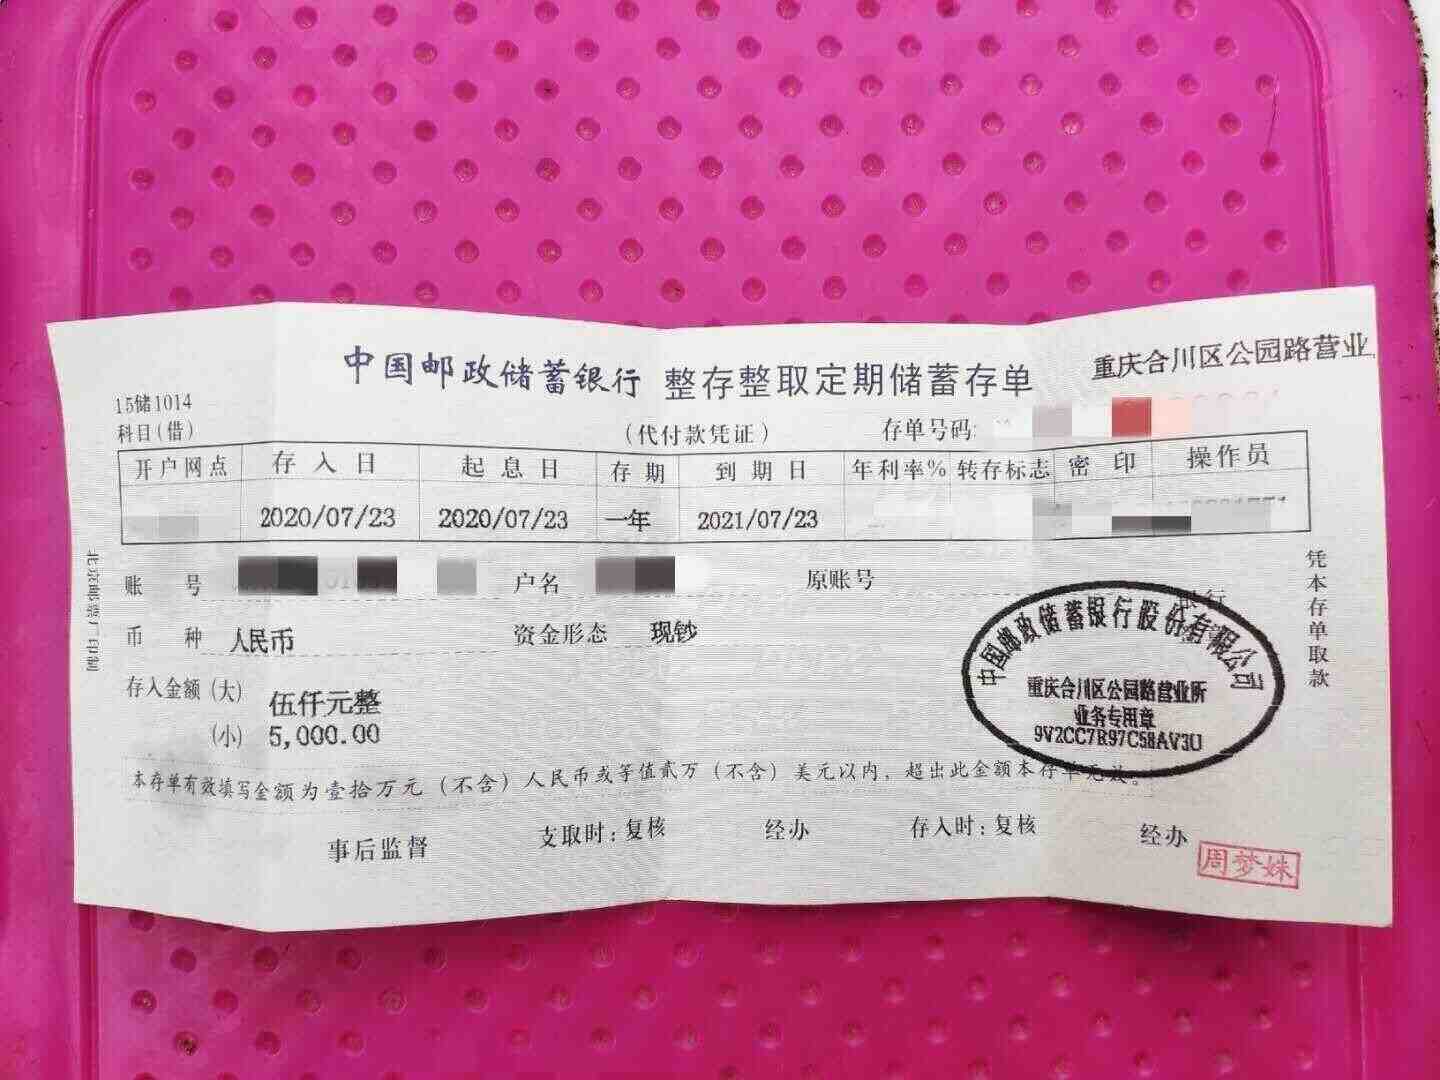 中国邮政储蓄银行 整存整取定期储蓄存单
重庆合川区公园路营业
15储1014
科目(借)
(代付款凭证)
存单号码:
开户网点 存入日 起息日 存期 到期日 年利率% 转存标志 密印 操作员
2020/07/23 2020/07/23 一年 2021/07/23
账号 户名 原账号
币种 人民币 资金形态 现钞
存入金额(大) 伍仟元整
(小) 5,000.00
中国邮政储蓄银行股份有限公司
重庆合川区公园路营业所
业务专用章
9V2CC7R97C58AV3U
本存单有效填写金额为壹拾万元(不含)人民币或等值贰万(不含)美元以内,超出此金额本存单无效。
事后监督 支取时:复核 经办 存入时:复核 经办
周梦姝
凭本存单取款
北京邮票厂印制